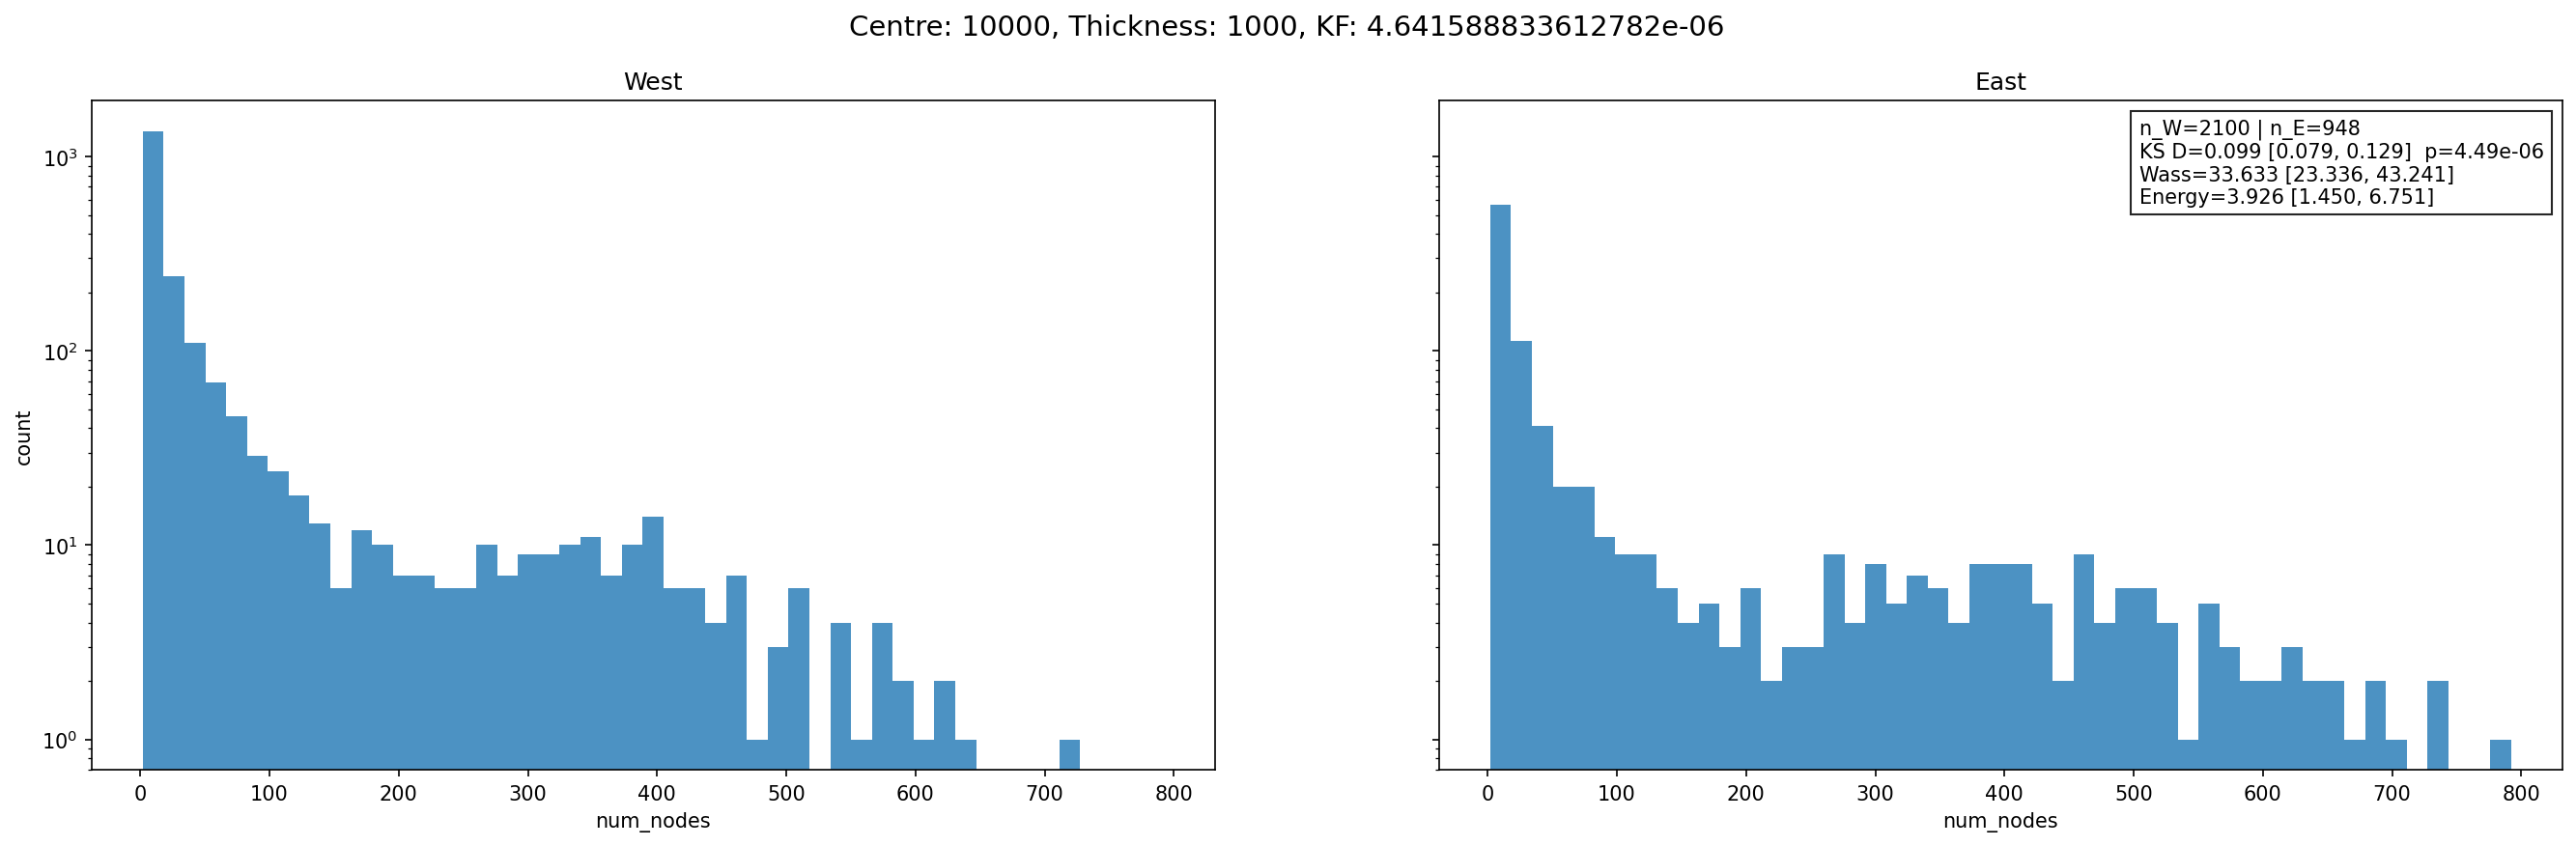 Centre: 10000, Thickness: 1000, KF: 4.641588833612782e-06
West
count
10³
10²
10¹
10⁰
0 100 200 300 400 500 600 700 800
num_nodes
East
n_W=2100 | n_E=948
KS D=0.099 [0.079, 0.129]  p=4.49e-06
Wass=33.633 [23.336, 43.241]
Energy=3.926 [1.450, 6.751]
0 100 200 300 400 500 600 700 800
num_nodes